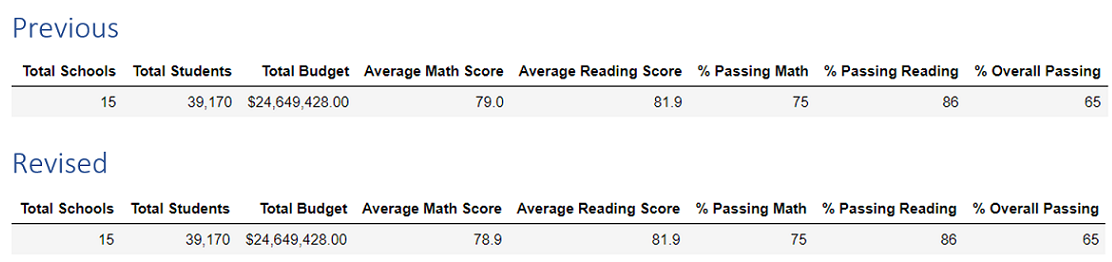 Previous
Total Schools Total Students Total Budget Average Math Score Average Reading Score % Passing Math % Passing Reading % Overall Passing
15 39,170 $24,649,428.00 79.0 81.9 75 86 65
Revised
Total Schools Total Students Total Budget Average Math Score Average Reading Score % Passing Math % Passing Reading % Overall Passing
15 39,170 $24,649,428.00 78.9 81.9 75 86 65